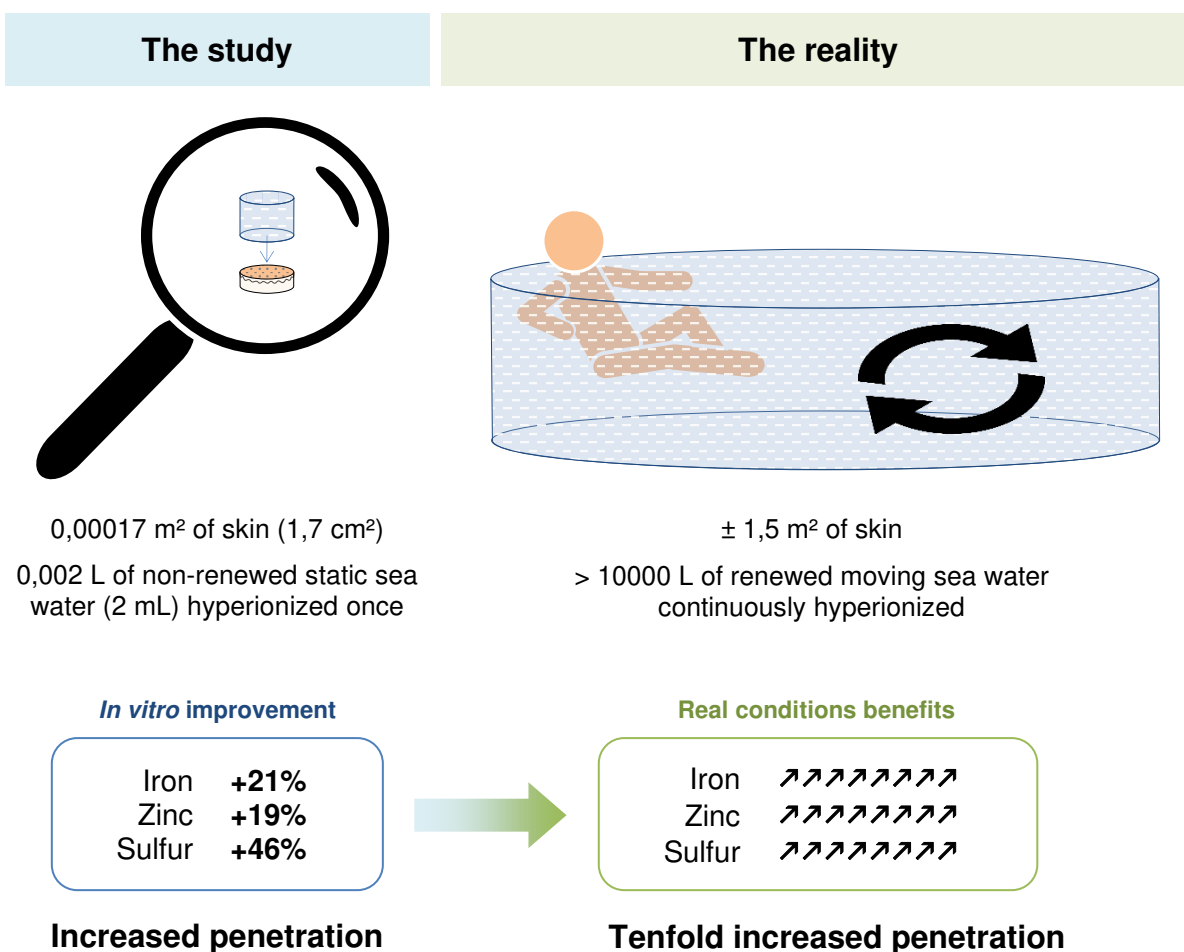 The study
The reality
0,00017 m² of skin (1,7 cm²)
0,002 L of non-renewed static sea
water (2 mL) hyperionized once
± 1,5 m² of skin
> 10000 L of renewed moving sea water
continuously hyperionized
In vitro improvement
Iron +21%
Zinc +19%
Sulfur +46%
Increased penetration
Real conditions benefits
Iron ↗↗↗↗↗↗↗↗
Zinc ↗↗↗↗↗↗↗↗
Sulfur ↗↗↗↗↗↗↗↗
Tenfold increased penetration